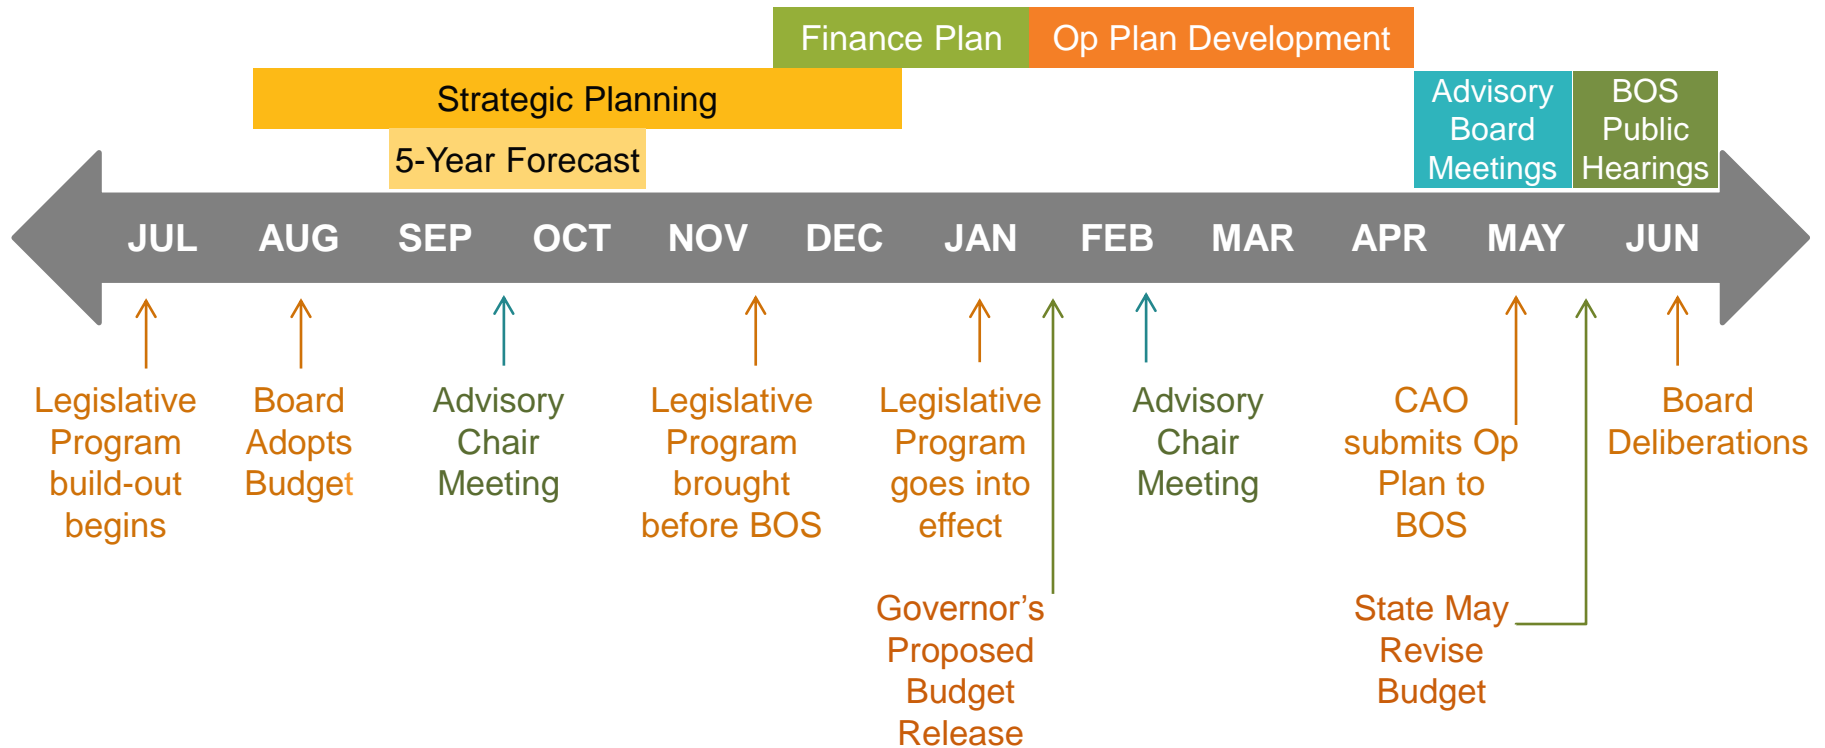 Finance Plan
Op Plan Development
Strategic Planning
5-Year Forecast
Advisory
Board
Meetings
BOS
Public
Hearings
JUL AUG SEP OCT NOV DEC JAN FEB MAR APR MAY JUN
Legislative
Program
build-out
begins
Board
Adopts
Budget
Advisory
Chair
Meeting
Legislative
Program
brought
before BOS
Legislative
Program
goes into
effect
Governor’s
Proposed
Budget
Release
Advisory
Chair
Meeting
CAO
submits Op
Plan to
BOS
State May
Revise
Budget
Board
Deliberations